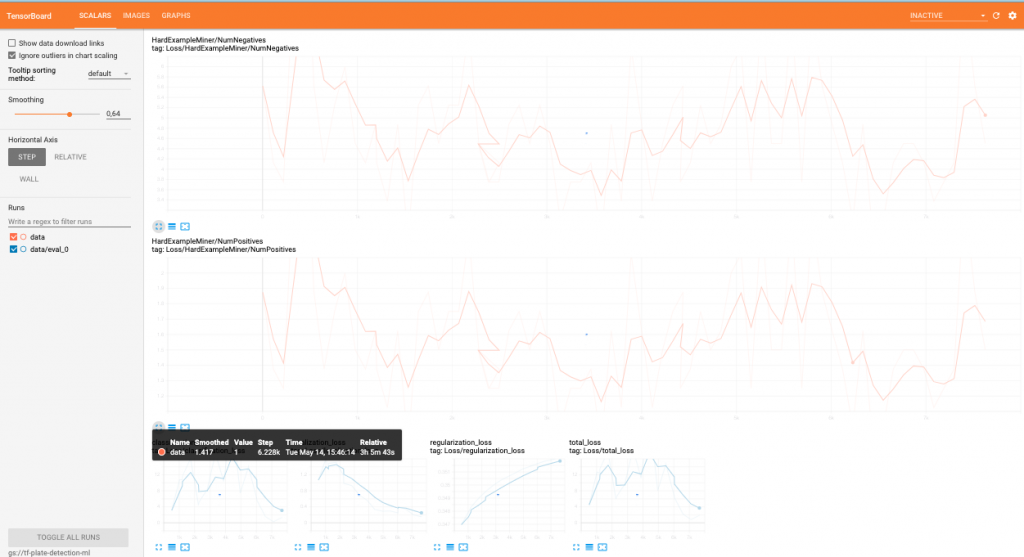 TensorBoard
SCALARS IMAGES GRAPHS
INACTIVE
Show data download links
Ignore outliers in chart scaling
Tooltip sorting
method:
default
Smoothing
0,64
Horizontal Axis
STEP RELATIVE
WALL
Runs
Write a regex to filter runs
data
data/eval_0
TOGGLE ALL RUNS
gs://tf-plate-detection-ml
HardExampleMiner/NumNegatives
tag: Loss/HardExampleMiner/NumNegatives
HardExampleMiner/NumPositives
tag: Loss/HardExampleMiner/NumPositives
Name Smoothed Value Step Time Relative
data 1.417 1 6.228k Tue May 14, 15:46:14 3h 5m 43s
regularization_loss
tag: Loss/regularization_loss
total_loss
tag: Loss/total_loss